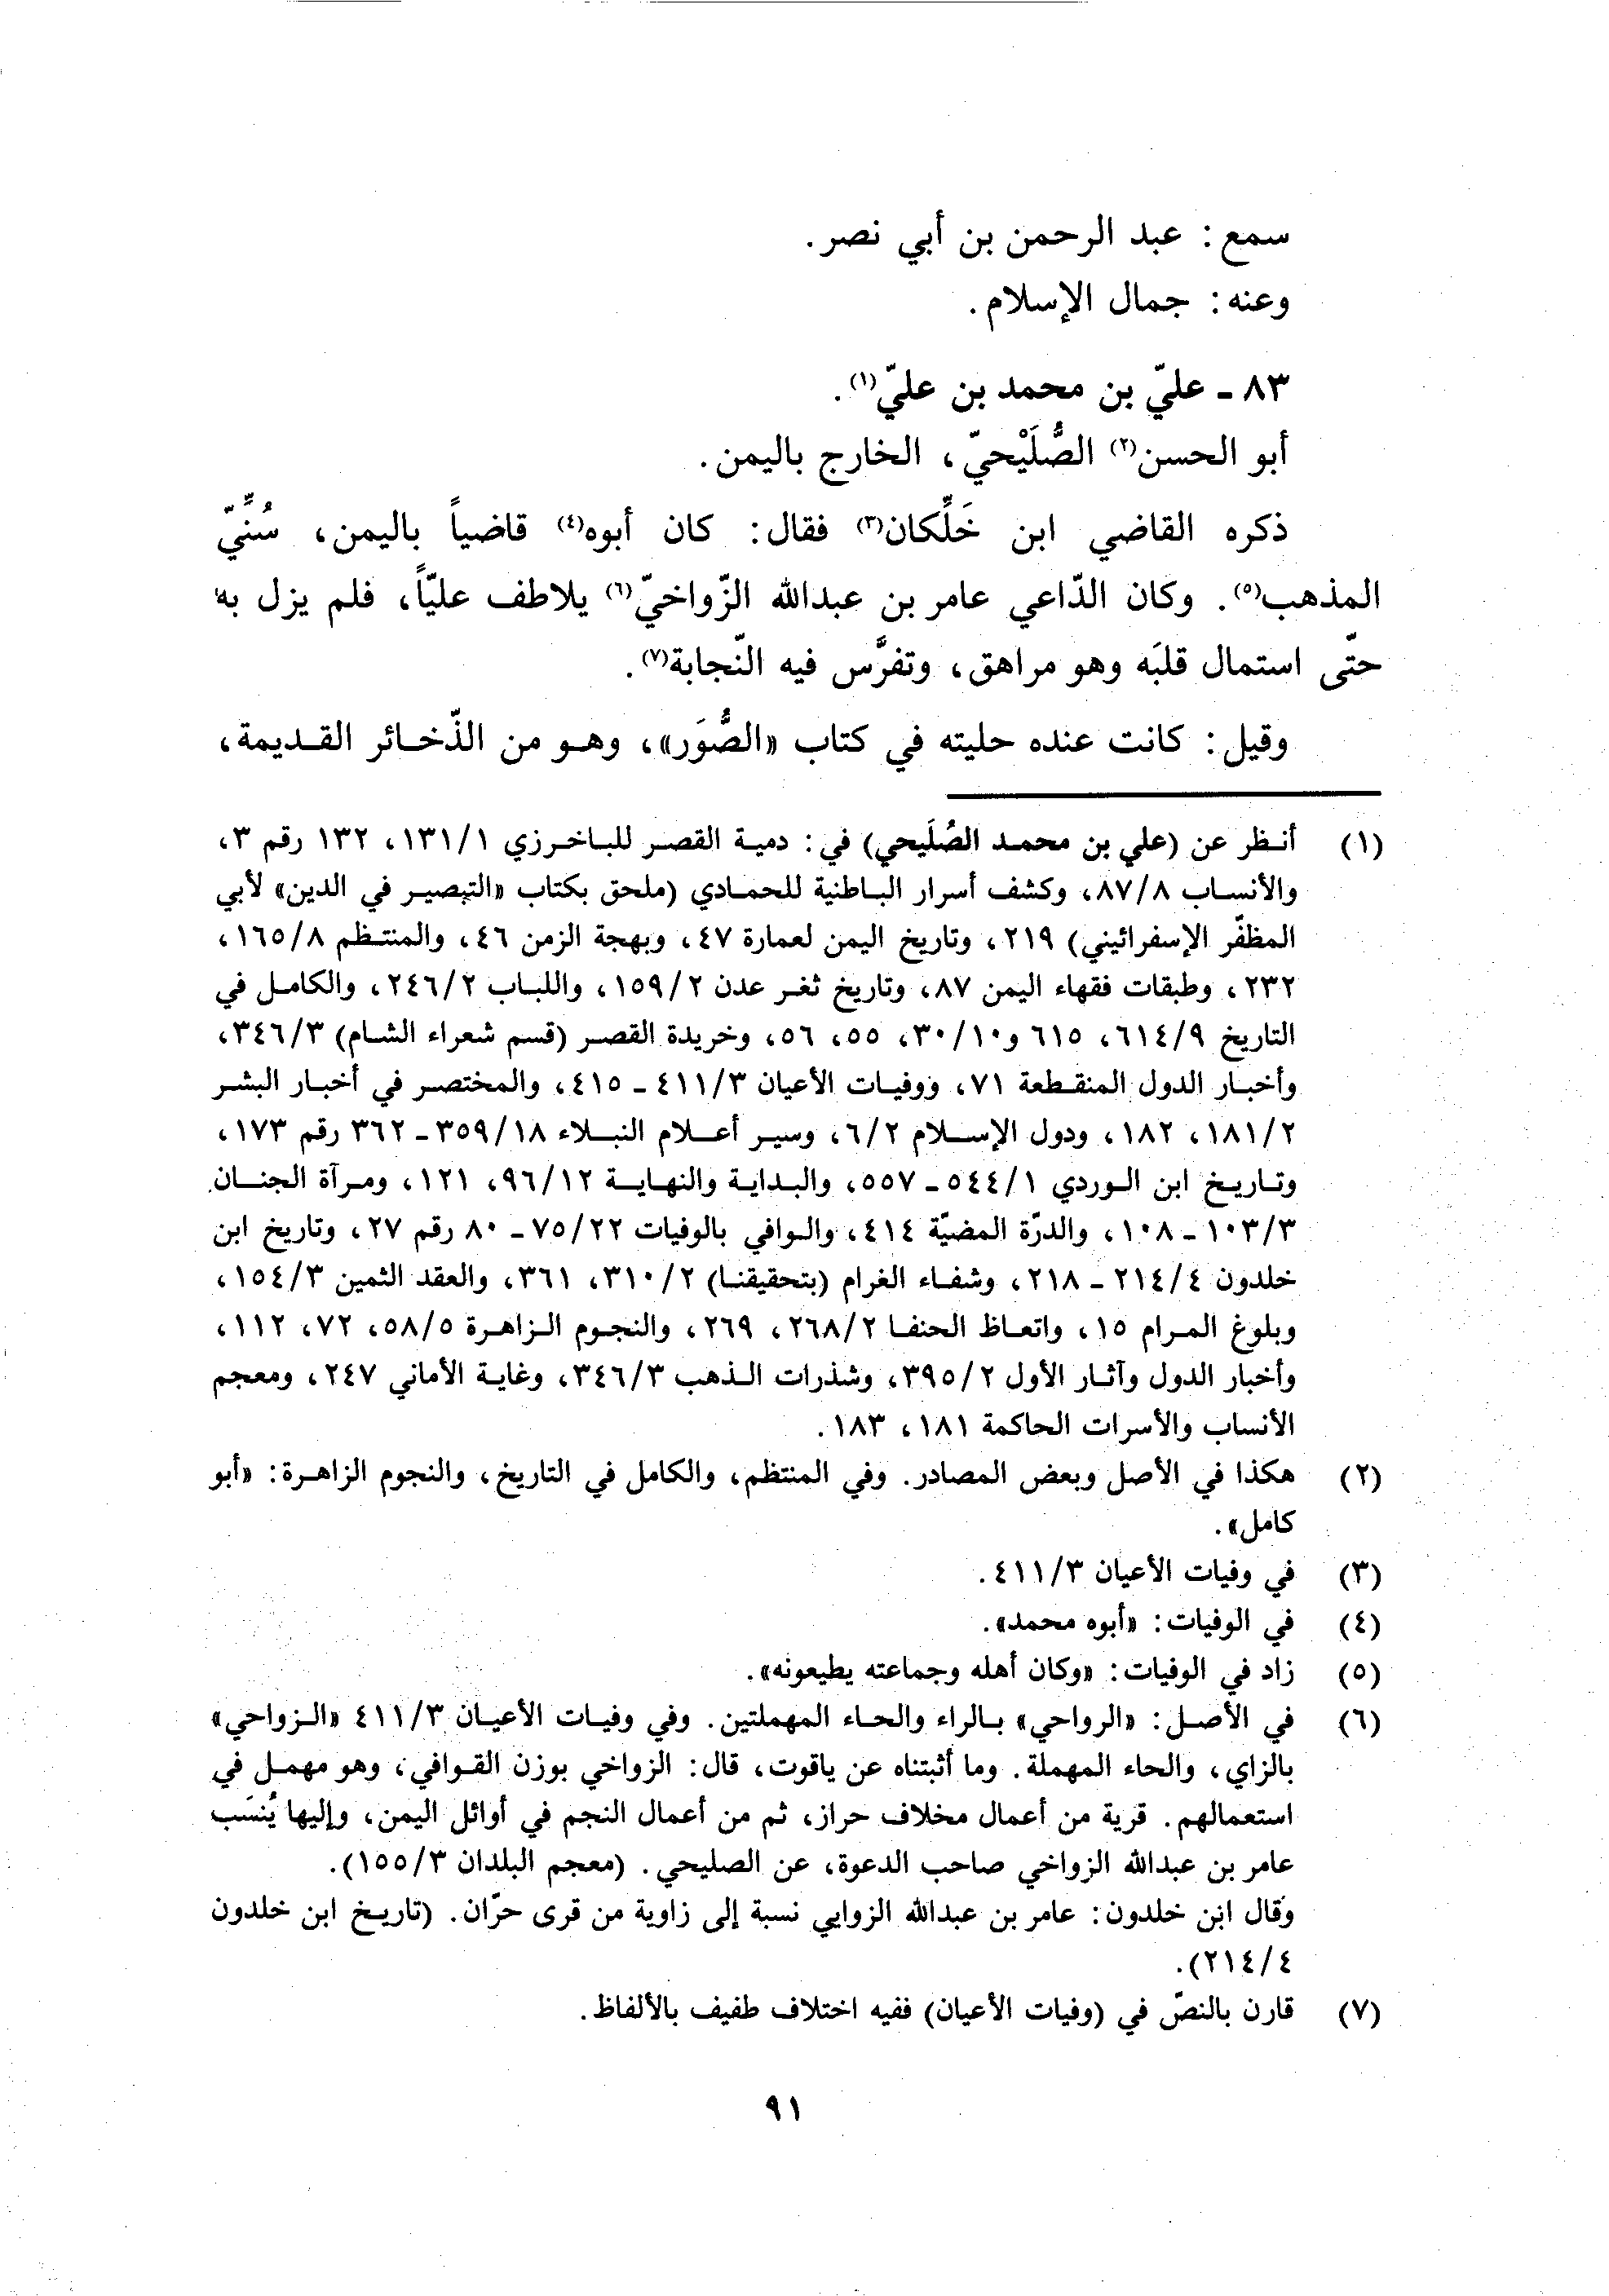 سمع: عبد الرحمن بن أبي نصر.
وعنه: جمال الإسلام.
٨٣ ـ عليّ بن محمد بن عليّ(١).
أبو الحسن(٢) الصُّلَيْحيّ، الخارج باليمن.
ذكره القاضي ابن خَلِّكان(٣) فقال: كان أبوه(٤) قاضياً باليمن، سُنِّيّ
المذهب(٥). وكان الدّاعي عامر بن عبدالله الزّواخيّ(٦) يلاطف عليّاً، فلم يزل به
حتّى استمال قلبَه وهو مراهق، وتفرَّس فيه النّجابة(٧).
وقيل: كانت عنده حليته في كتاب «الصُّوَر»، وهو من الذّخائر القديمة،
(١) أنظر عن (علي بن محمد الصُلَيحي) في: دمية القصر للباخرزي ١٣١/١، ١٣٢ رقم ٣،
والأنساب ٨٧/٨، وكشف أسرار الباطنية للحمادي (ملحق بكتاب «التبصير في الدين» لأبي
المظفّر الإسفرائيني) ٢١٩، وتاريخ اليمن لعمارة ٤٧، وبهجة الزمن ٤٦، والمنتظم ١٦٥/٨،
٢٣٢، وطبقات فقهاء اليمن ٨٧، وتاريخ ثغر عدن ١٥٩/٢، واللباب ٢٤٦/٢، والكامل في
التاريخ ٦١٤/٩، ٦١٥ و٣٠/١٠، ٥٥، ٥٦، وخريدة القصر (قسم شعراء الشام) ٣٤٦/٣،
وأخبار الدول المنقطعة ٧١، ووفيات الأعيان ٤١١/٣ ـ ٤١٥، والمختصر في أخبار البشر
١٨١/٢، ١٨٢، ودول الإسلام ٦/٢، وسير أعلام النبلاء ٣٥٩/١٨ ـ ٣٦٢ رقم ١٧٣،
وتاريخ ابن الوردي ٥٤٤/١ ـ ٥٥٧، والبداية والنهاية ٩٦/١٢، ١٢١، ومرآة الجنان
١٠٣/٣ ـ ١٠٨، والدرّة المضيّة ٤١٤، والوافي بالوفيات ٧٥/٢٢ ـ ٨٠ رقم ٢٧، وتاريخ ابن
خلدون ٢١٤/٤ ـ ٢١٨، وشفاء الغرام (بتحقيقنا) ٣١٠/٢، ٣٦١، والعقد الثمين ١٥٤/٣،
وبلوغ المرام ١٥، واتعاظ الحنفا ٢٦٨/٢، ٢٦٩، والنجوم الزاهرة ٥٨/٥، ٧٢، ١١٢،
وأخبار الدول وآثار الأول ٣٩٥/٢، وشذرات الذهب ٣٤٦/٣، وغاية الأماني ٢٤٧، ومعجم
الأنساب والأسرات الحاكمة ١٨١، ١٨٣.
(٢) هكذا في الأصل وبعض المصادر. وفي المنتظم، والكامل في التاريخ، والنجوم الزاهرة: «أبو
كامل».
(٣) في وفيات الأعيان ٤١١/٣.
(٤) في الوفيات: «أبوه محمد».
(٥) زاد في الوفيات: «وكان أهله وجماعته يطيعونه».
(٦) في الأصل: «الرواحي» بالراء والحاء المهملتين. وفي وفيات الأعيان ٤١١/٣ «الزواحي»
بالزاي، والحاء المهملة. وما أثبتناه عن ياقوت، قال: الزواخي بوزن القوافي، وهو مهمل في
استعمالهم. قرية من أعمال مخلاف حراز، ثم من أعمال النجم في أوائل اليمن، وإليها يُنسَب
عامر بن عبدالله الزواخي صاحب الدعوة، عن الصليحي. (معجم البلدان ١٥٥/٣).
وقال ابن خلدون: عامر بن عبدالله الزوايي نسبة إلى زاوية من قرى حرّان. (تاريخ ابن خلدون
٢١٤/٤).
(٧) قارن بالنصّ في (وفيات الأعيان) ففيه اختلاف طفيف بالألفاظ.
٩١